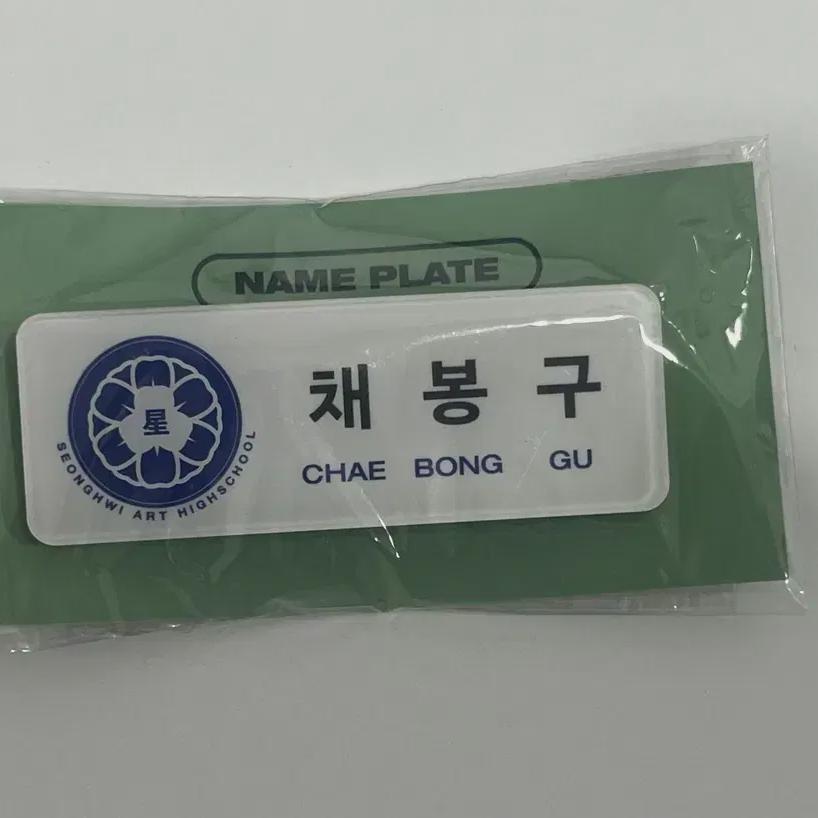 NAME PLATE
星
SEONGHWI ART HIGHSCHOOL
채 봉 구
CHAE BONG GU